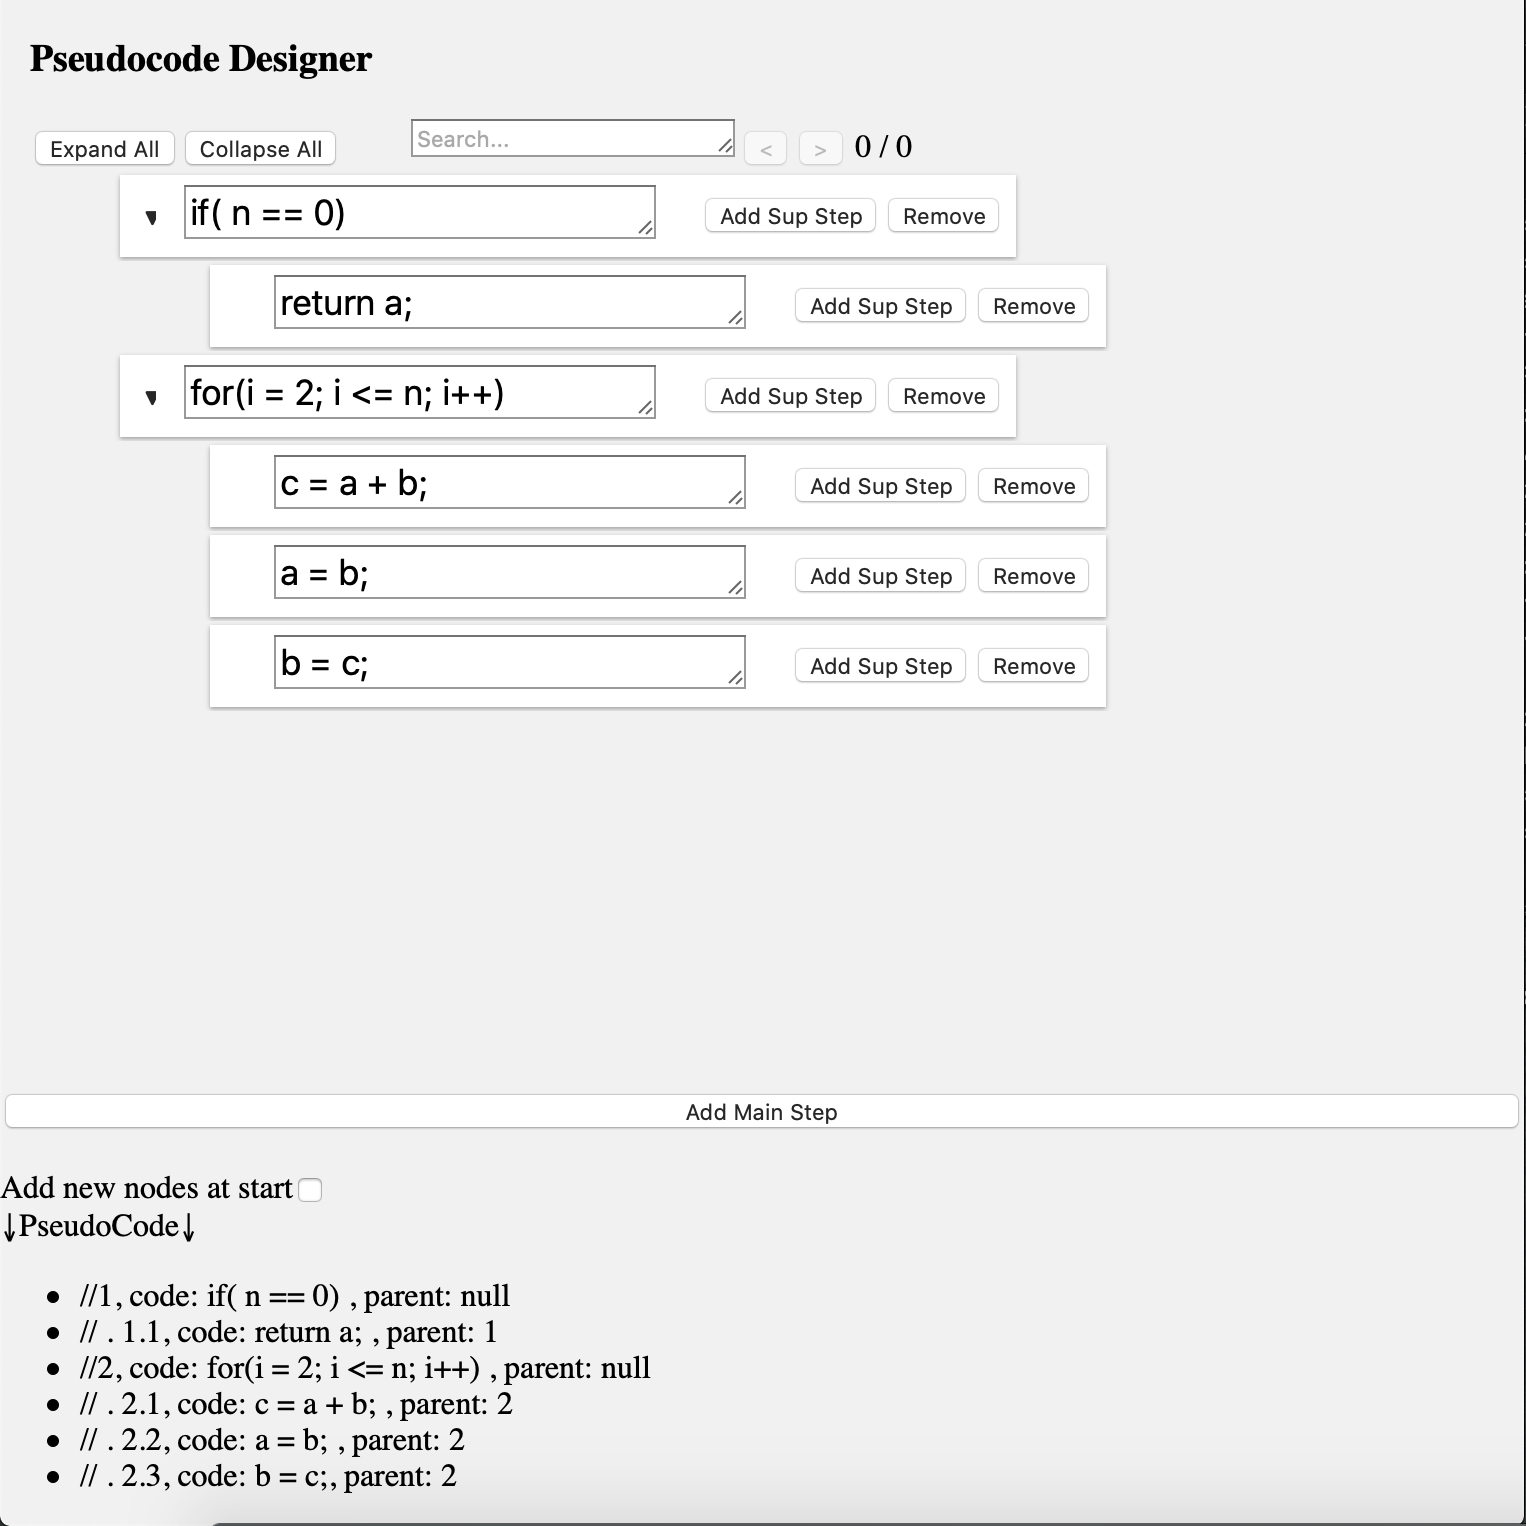 Pseudocode Designer
Expand All Collapse All Search... < > 0 / 0
if( n == 0) Add Sup Step Remove
return a; Add Sup Step Remove
for(i = 2; i <= n; i++) Add Sup Step Remove
c = a + b; Add Sup Step Remove
a = b; Add Sup Step Remove
b = c; Add Sup Step Remove
Add Main Step
Add new nodes at start
↓PseudoCode↓
• //1, code: if( n == 0) , parent: null
• // . 1.1, code: return a; , parent: 1
• //2, code: for(i = 2; i <= n; i++) , parent: null
• // . 2.1, code: c = a + b; , parent: 2
• // . 2.2, code: a = b; , parent: 2
• // . 2.3, code: b = c;, parent: 2